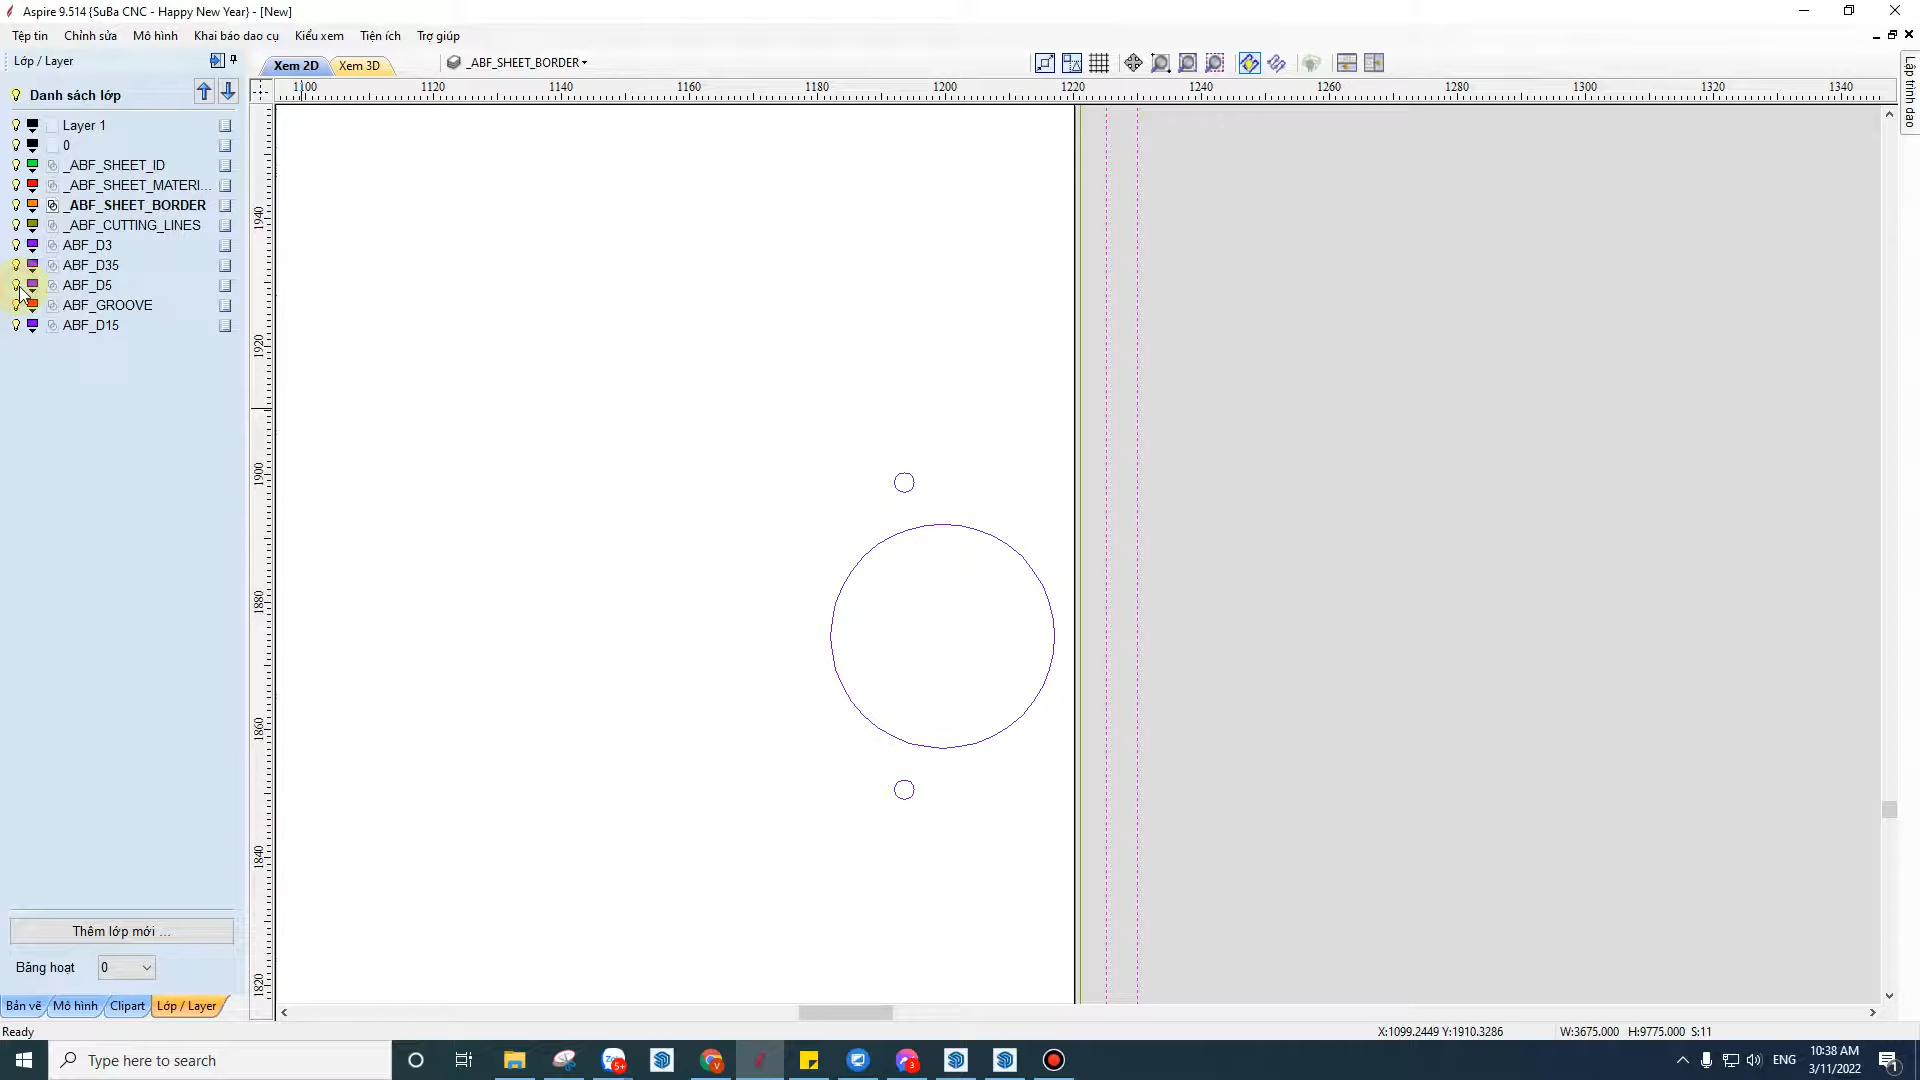 Aspire 9.514 {SuBa CNC - Happy New Year} - [New]
Tệp tin Chỉnh sửa Mô hình Khai báo dao cụ Kiểu xem Tiện ích Trợ giúp
Lớp / Layer
Xem 2D Xem 3D _ABF_SHEET_BORDER
Lập trình dao
Danh sách lớp
1100 1120 1140 1160 1180 1200 1220 1240 1260 1280 1300 1320 1340
Layer 1
0
_ABF_SHEET_ID
_ABF_SHEET_MATERI...
_ABF_SHEET_BORDER
_ABF_CUTTING_LINES
ABF_D3
ABF_D35
ABF_D5
ABF_GROOVE
ABF_D15
1940
1920
1900
1880
1860
1840
1820
Thêm lớp mới ...
Bảng hoạt 0
Bản vẽ Mô hình Clipart Lớp / Layer
Ready X:1099.2449 Y:1910.3286 W:3675.000 H:9775.000 S:11
Type here to search
5+
3
ENG
10:38 AM
3/11/2022
1